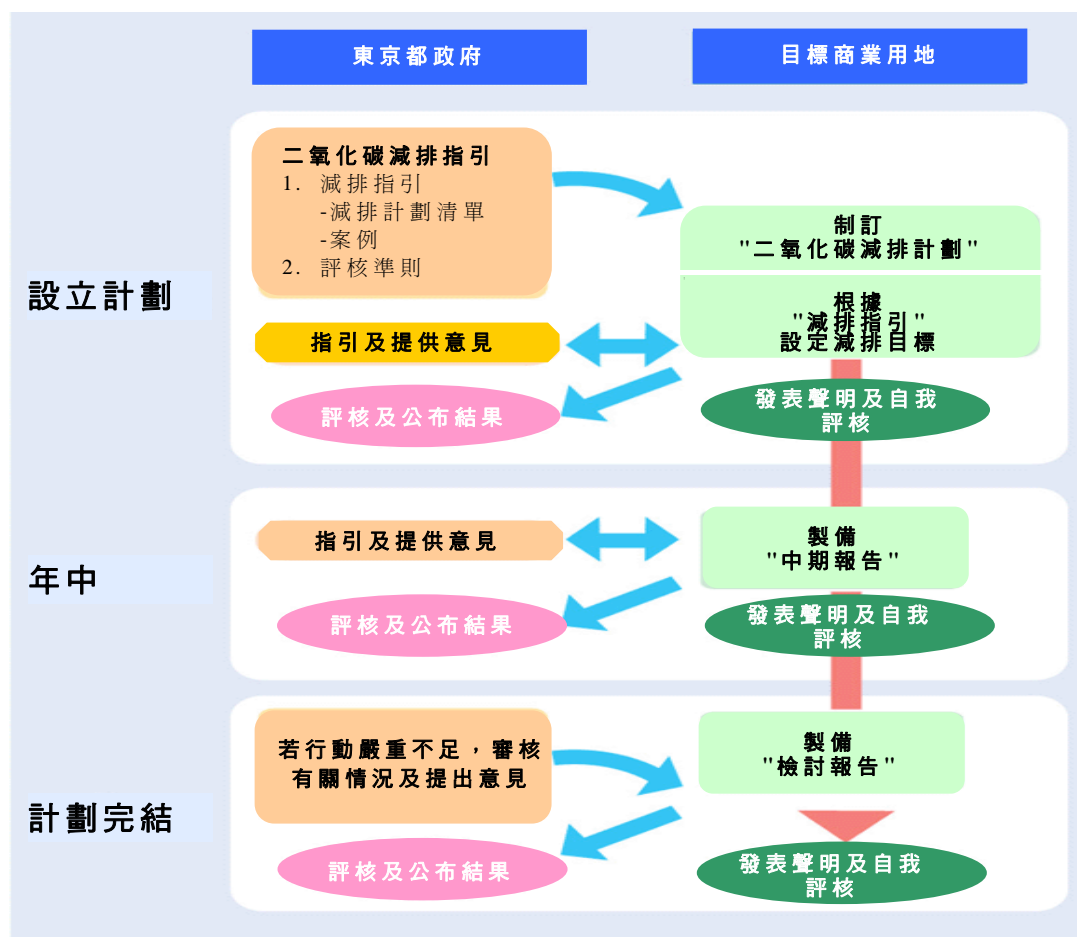 東京都政府
目標商業用地
設立計劃
二氧化碳減排指引
1. 減排指引
-減排計劃清單
-案例
2. 評核準則
制訂
"二氧化碳減排計劃"
根據
"減排指引"
設定減排目標
指引及提供意見
評核及公布結果
發表聲明及自我
評核
年中
指引及提供意見
製備
"中期報告"
評核及公布結果
發表聲明及自我
評核
計劃完結
若行動嚴重不足，審核
有關情況及提出意見
製備
"檢討報告"
評核及公布結果
發表聲明及自我
評核